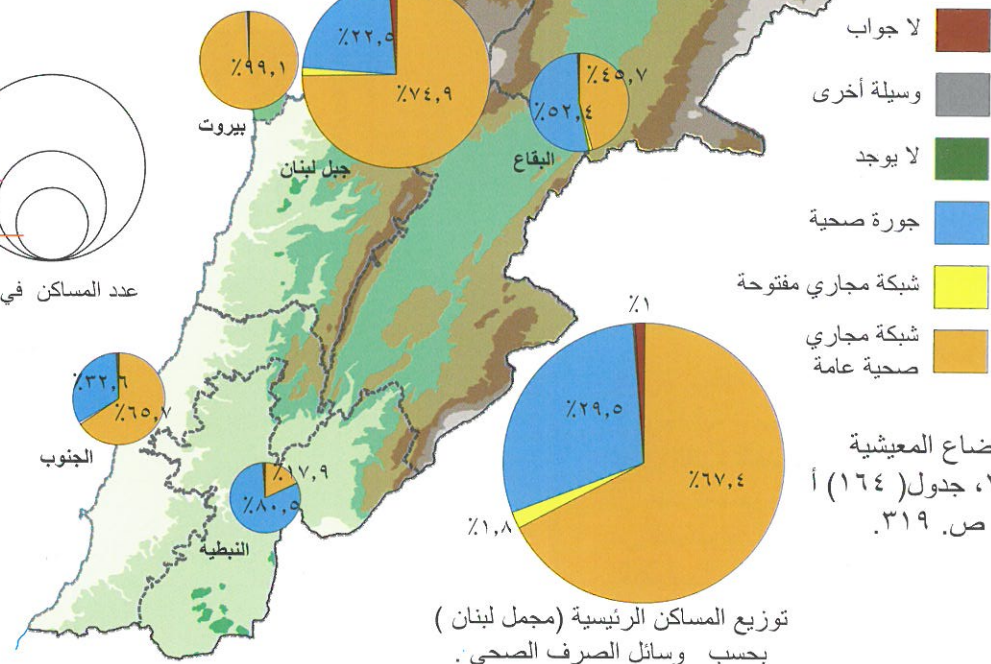 لا جواب
وسيلة أخرى
لا يوجد
جورة صحية
شبكة مجاري مفتوحة
شبكة مجاري
صحية عامة
٪٩٩,١
بيروت
٪٢٢,٥
٪٧٤,٩
جبل لبنان
٪٤٥,٧
٪٥٢,٤
البقاع
عدد المساكن في
٪٣٢,٦
٪٦٥,٧
الجنوب
٪١٧,٩
٪٨٠,٥
النبطية
٪١
٪٢٩,٥
٪٦٧,٤
٪١,٨
توزيع المساكن الرئيسية (مجمل لبنان )
بحسب وسائل الصرف الصحي .
ضاع المعيشية
، جدول( ١٦٤) أ
ص. ٣١٩.